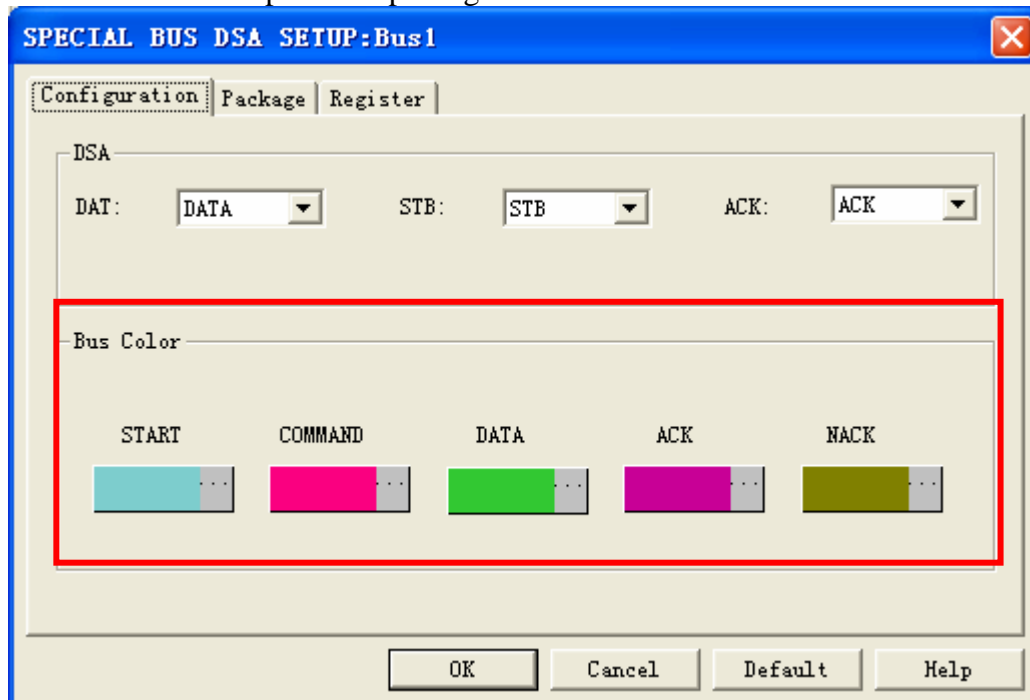 SPECIAL BUS DSA SETUP:Bus1
Configuration Package Register
DSA
DAT: DATA STB: STB ACK: ACK
Bus Color
START COMMAND DATA ACK NACK
... ... ... ... ...
OK Cancel Default Help